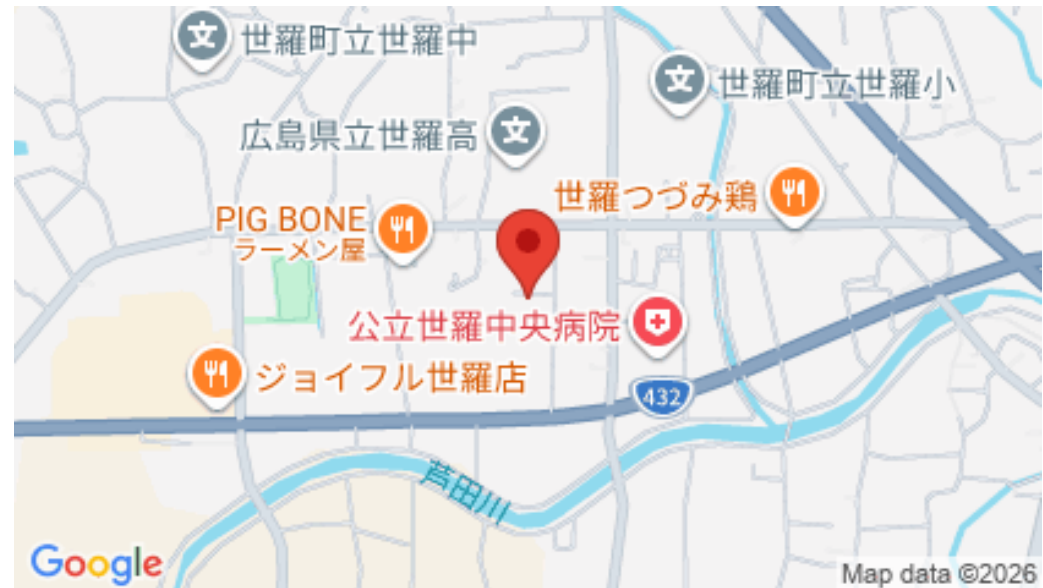 世羅町立世羅中
世羅町立世羅小
広島県立世羅高
世羅つづみ鶏
PIG BONE
ラーメン屋
公立世羅中央病院
ジョイフル世羅店
432
芦田川
Google
Map data ©2026
文
文
文